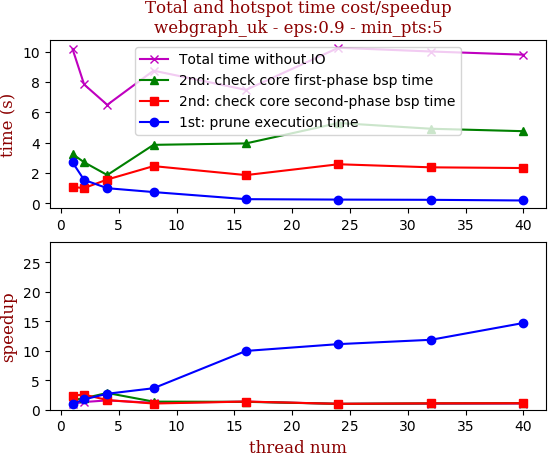 Total and hotspot time cost/speedup
webgraph_uk - eps:0.9 - min_pts:5
time (s)
10
8
6
4
2
0
Total time without IO
2nd: check core first-phase bsp time
2nd: check core second-phase bsp time
1st: prune execution time
0 5 10 15 20 25 30 35 40
speedup
25
20
15
10
5
0
0 5 10 15 20 25 30 35 40
thread num